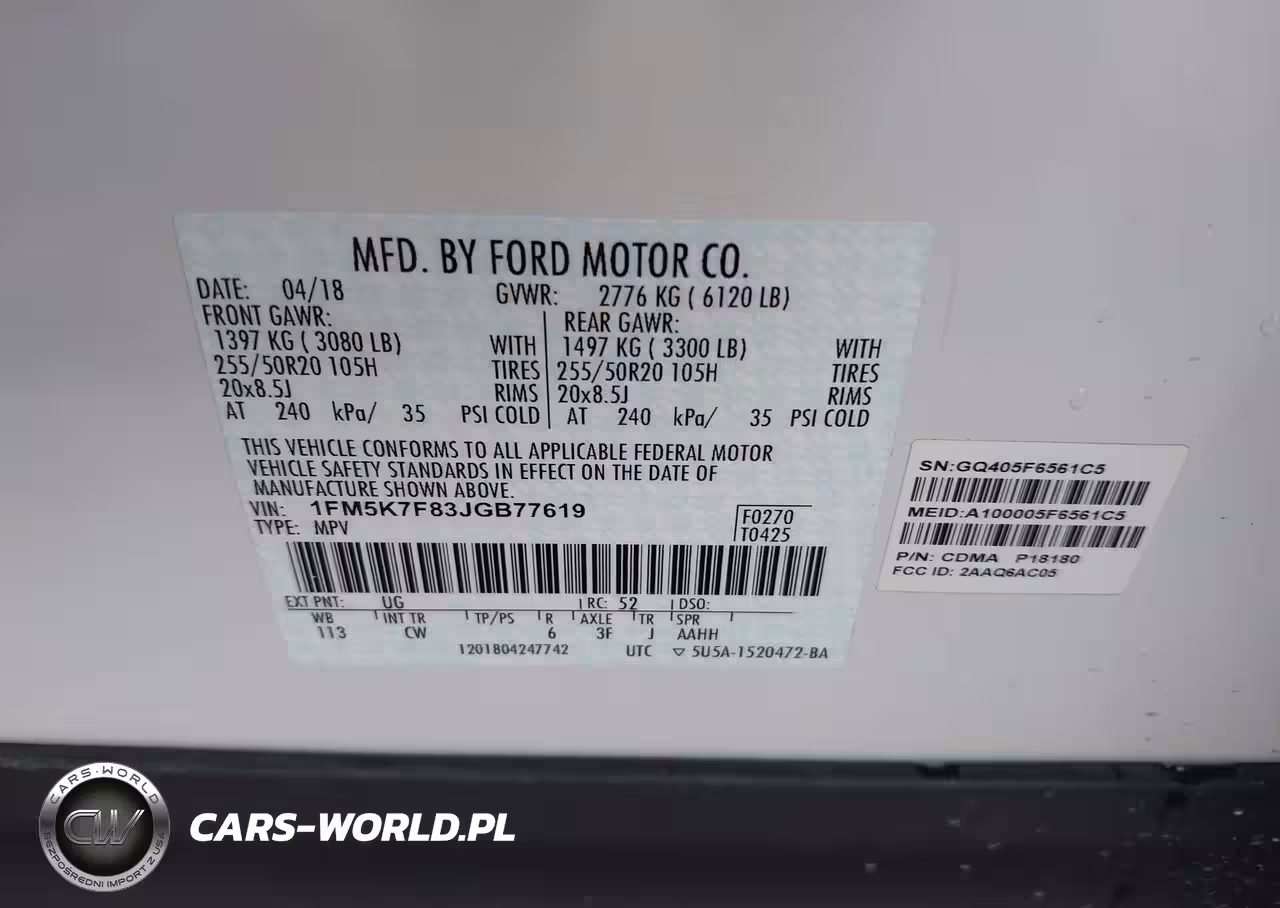 MFD. BY FORD MOTOR CO.
DATE: 04/18 GVWR: 2776 KG ( 6120 LB)
FRONT GAWR: REAR GAWR:
1397 KG ( 3080 LB) WITH 1497 KG ( 3300 LB) WITH
255/50R20 105H TIRES 255/50R20 105H TIRES
20x8.5J RIMS 20x8.5J RIMS
AT 240 kPa/ 35 PSI COLD AT 240 kPa/ 35 PSI COLD
THIS VEHICLE CONFORMS TO ALL APPLICABLE FEDERAL MOTOR
VEHICLE SAFETY STANDARDS IN EFFECT ON THE DATE OF
MANUFACTURE SHOWN ABOVE.
VIN: 1FM5K7F83JGB77619 F0270
TYPE: MPV T0425
EXT PNT: UG RC: 52 DSO:
WB INT TR TP/PS R AXLE TR SPR
113 CW 6 3F J AAHH
1201804247742 UTC ▽ 5U5A-1520472-BA
SN:GQ405F6561C5
MEID:A100005F6561C5
P/N: CDMA P18180
FCC ID: 2AAQ6AC05
CARS-WORLD
CW
BEZPOŚREDNI IMPORT Z USA
CARS-WORLD.PL